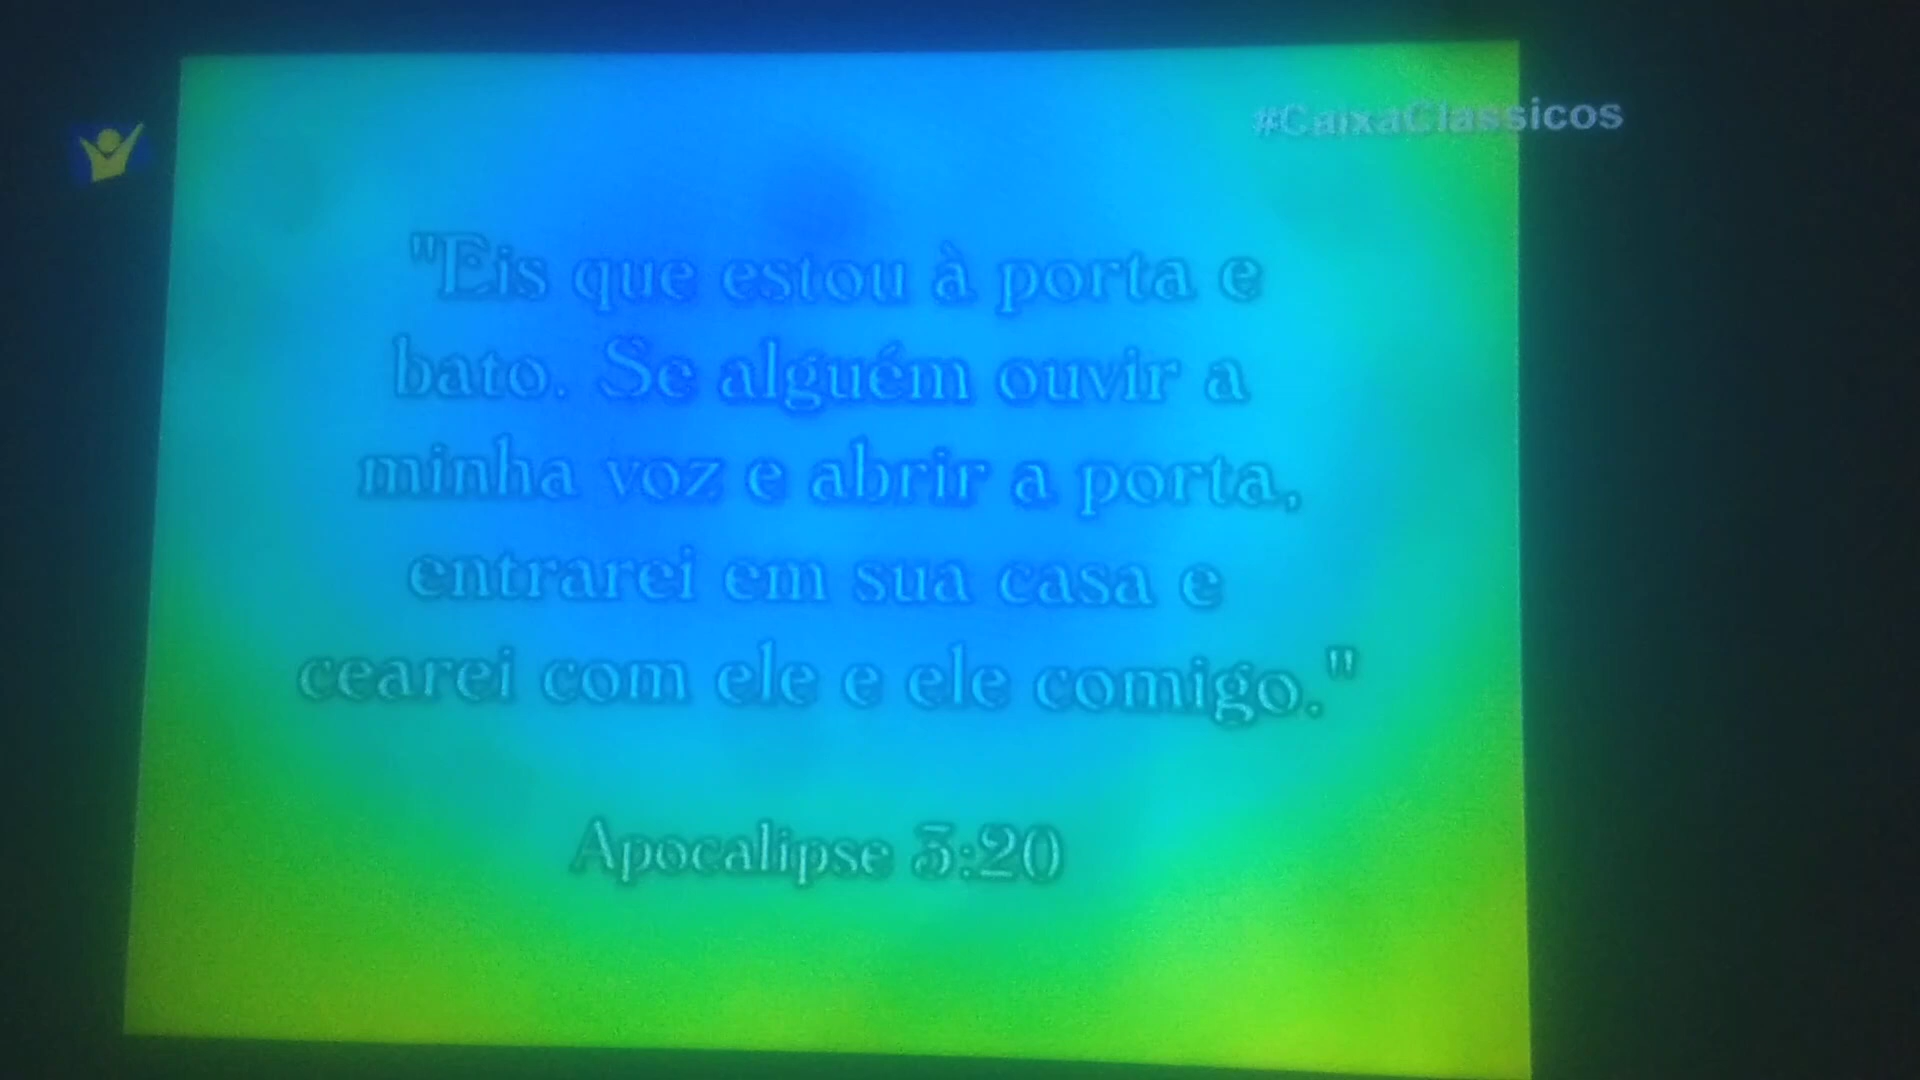 #CaixaClassicos
"Eis que estou à porta e
bato. Se alguém ouvir a
minha voz e abrir a porta,
entrarei em sua casa e
cearei com ele e ele comigo."
Apocalipse 3:20